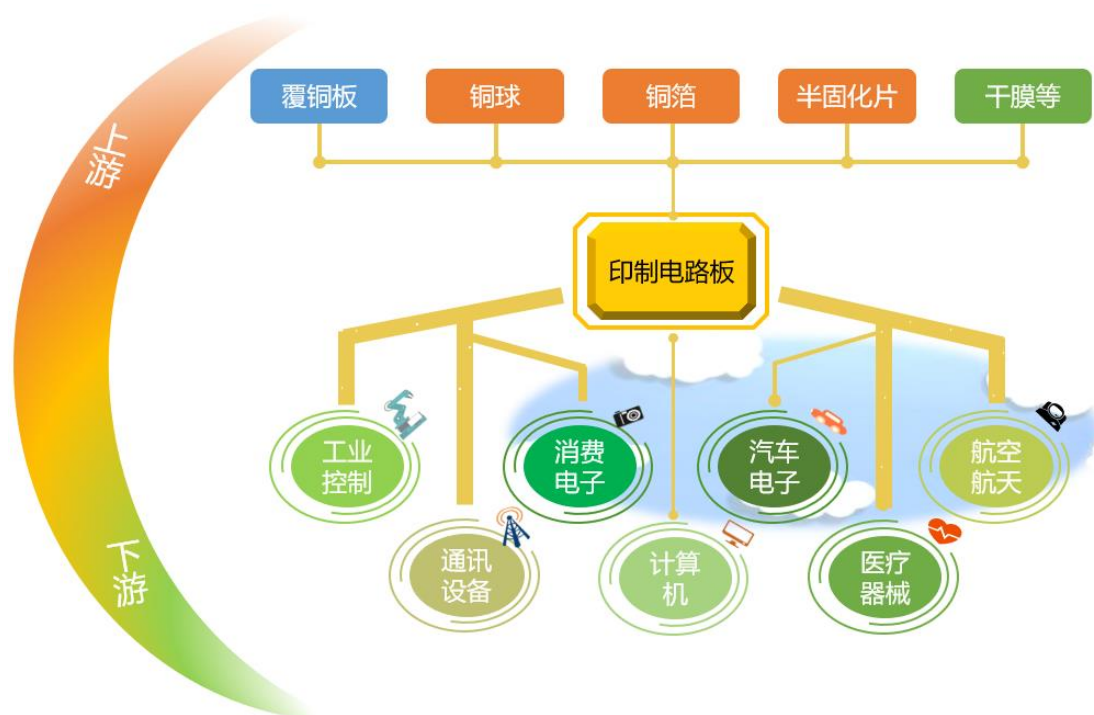 覆铜板
铜球
铜箔
半固化片
干膜等
上
游
印制电路板
工业
控制
消费
电子
汽车
电子
航空
航天
通讯
设备
计算
机
医疗
器械
下
游